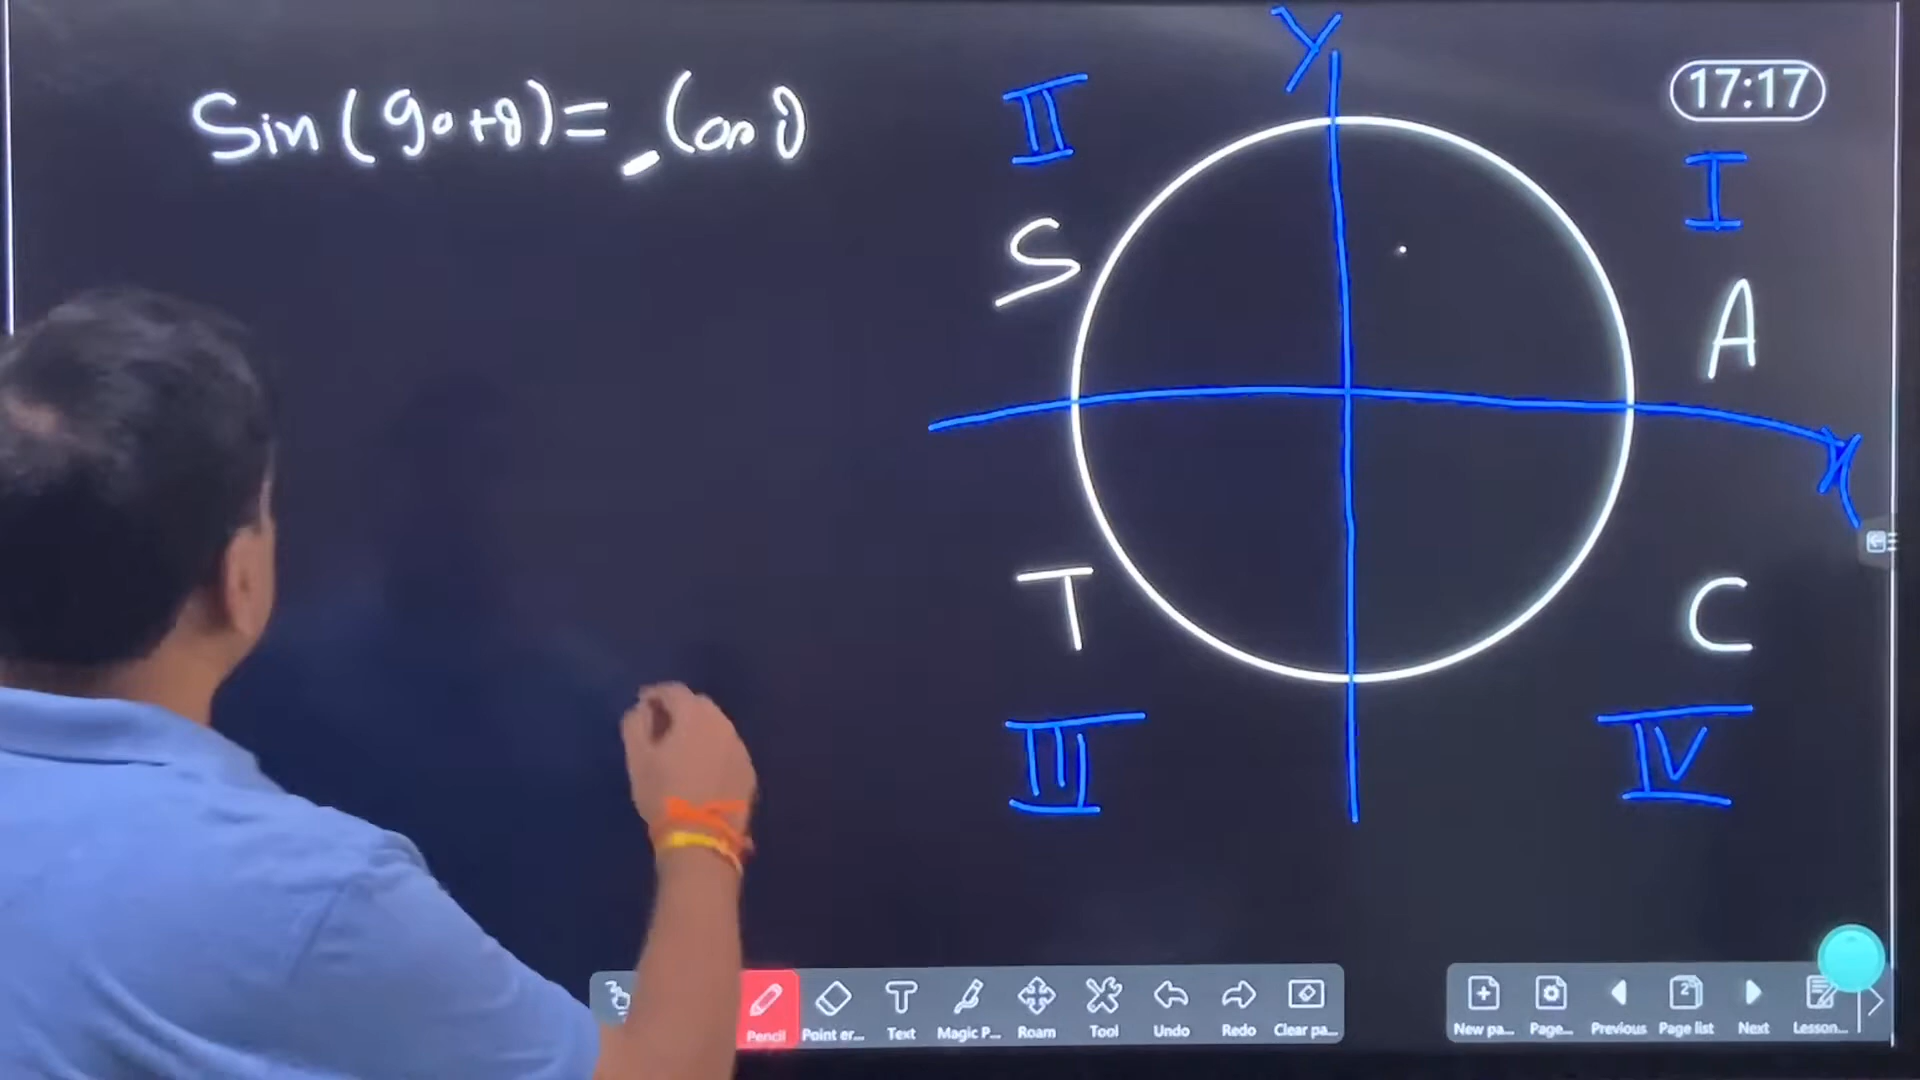 Sin(90+θ)= _ Cosθ
Y
II
17:17
I
S
A
x
T
C
III
IV
Pencil
Point er...
Text
Magic P...
Roam
Tool
Undo
Redo
Clear pa...
New pa...
Page...
Previous
Page list
Next
Lesson...